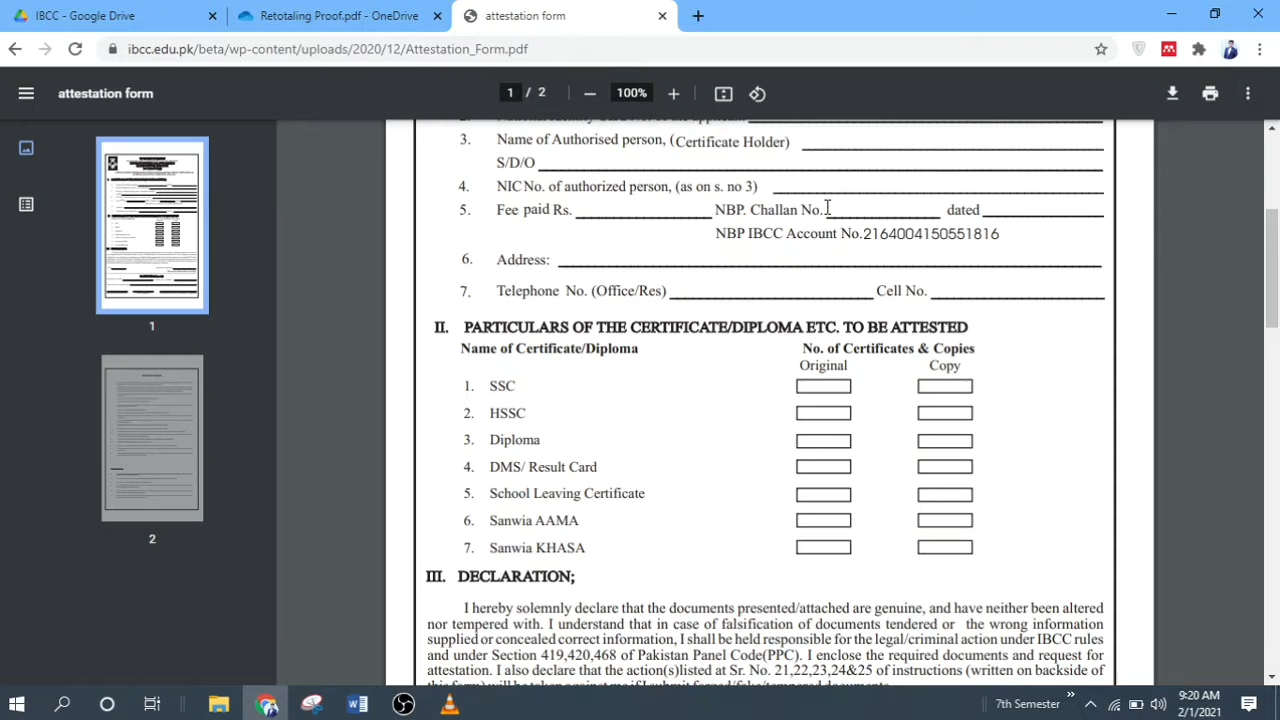 IBCC - Google Drive
Retotaling Proof.pdf - OneDrive
attestation form
ibcc.edu.pk/beta/wp-content/uploads/2020/12/Attestation_Form.pdf
attestation form
1 / 2
100%
3. Name of Authorised person, (Certificate Holder)
S/D/O
4. NIC No. of authorized person, (as on s. no 3)
5. Fee paid Rs. NBP. Challan No. dated
NBP IBCC Account No.2164004150551816
6. Address:
7. Telephone No. (Office/Res) Cell No.
II. PARTICULARS OF THE CERTIFICATE/DIPLOMA ETC. TO BE ATTESTED
Name of Certificate/Diploma No. of Certificates & Copies
Original Copy
1. SSC
2. HSSC
3. Diploma
4. DMS/ Result Card
5. School Leaving Certificate
6. Sanwia AAMA
7. Sanwia KHASA
III. DECLARATION;
I hereby solemnly declare that the documents presented/attached are genuine, and have neither been altered
nor tempered with. I understand that in case of falsification of documents tendered or the wrong information
supplied or concealed correct information, I shall be held responsible for the legal/criminal action under IBCC rules
and under Section 419,420,468 of Pakistan Panel Code(PPC). I enclose the required documents and request for
attestation. I also declare that the action(s)listed at Sr. No. 21,22,23,24&25 of instructions (written on backside of
1
2
7th Semester
9:20 AM
2/1/2021